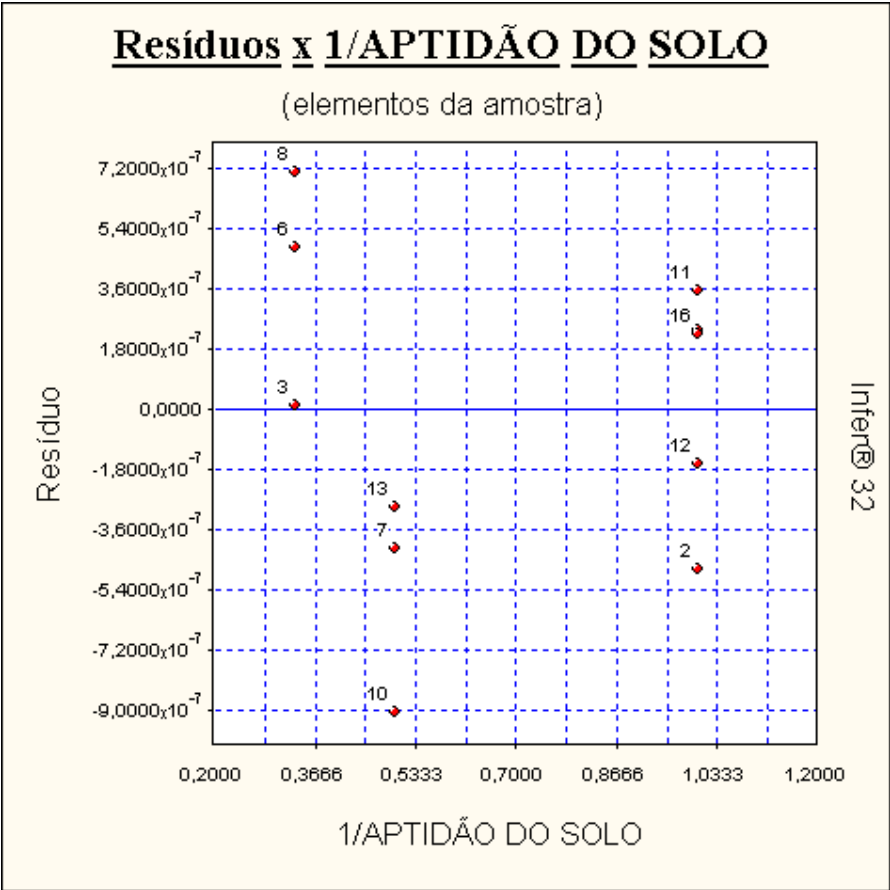 Resíduos x 1/APTIDÃO DO SOLO
(elementos da amostra)
7,2000x10⁻⁷
5,4000x10⁻⁷
3,6000x10⁻⁷
1,8000x10⁻⁷
0,0000
-1,8000x10⁻⁷
-3,6000x10⁻⁷
-5,4000x10⁻⁷
-7,2000x10⁻⁷
-9,0000x10⁻⁷
Resíduo
8
6
3
13
7
10
11
16
12
2
Infer® 32
0,2000 0,3666 0,5333 0,7000 0,8666 1,0333 1,2000
1/APTIDÃO DO SOLO